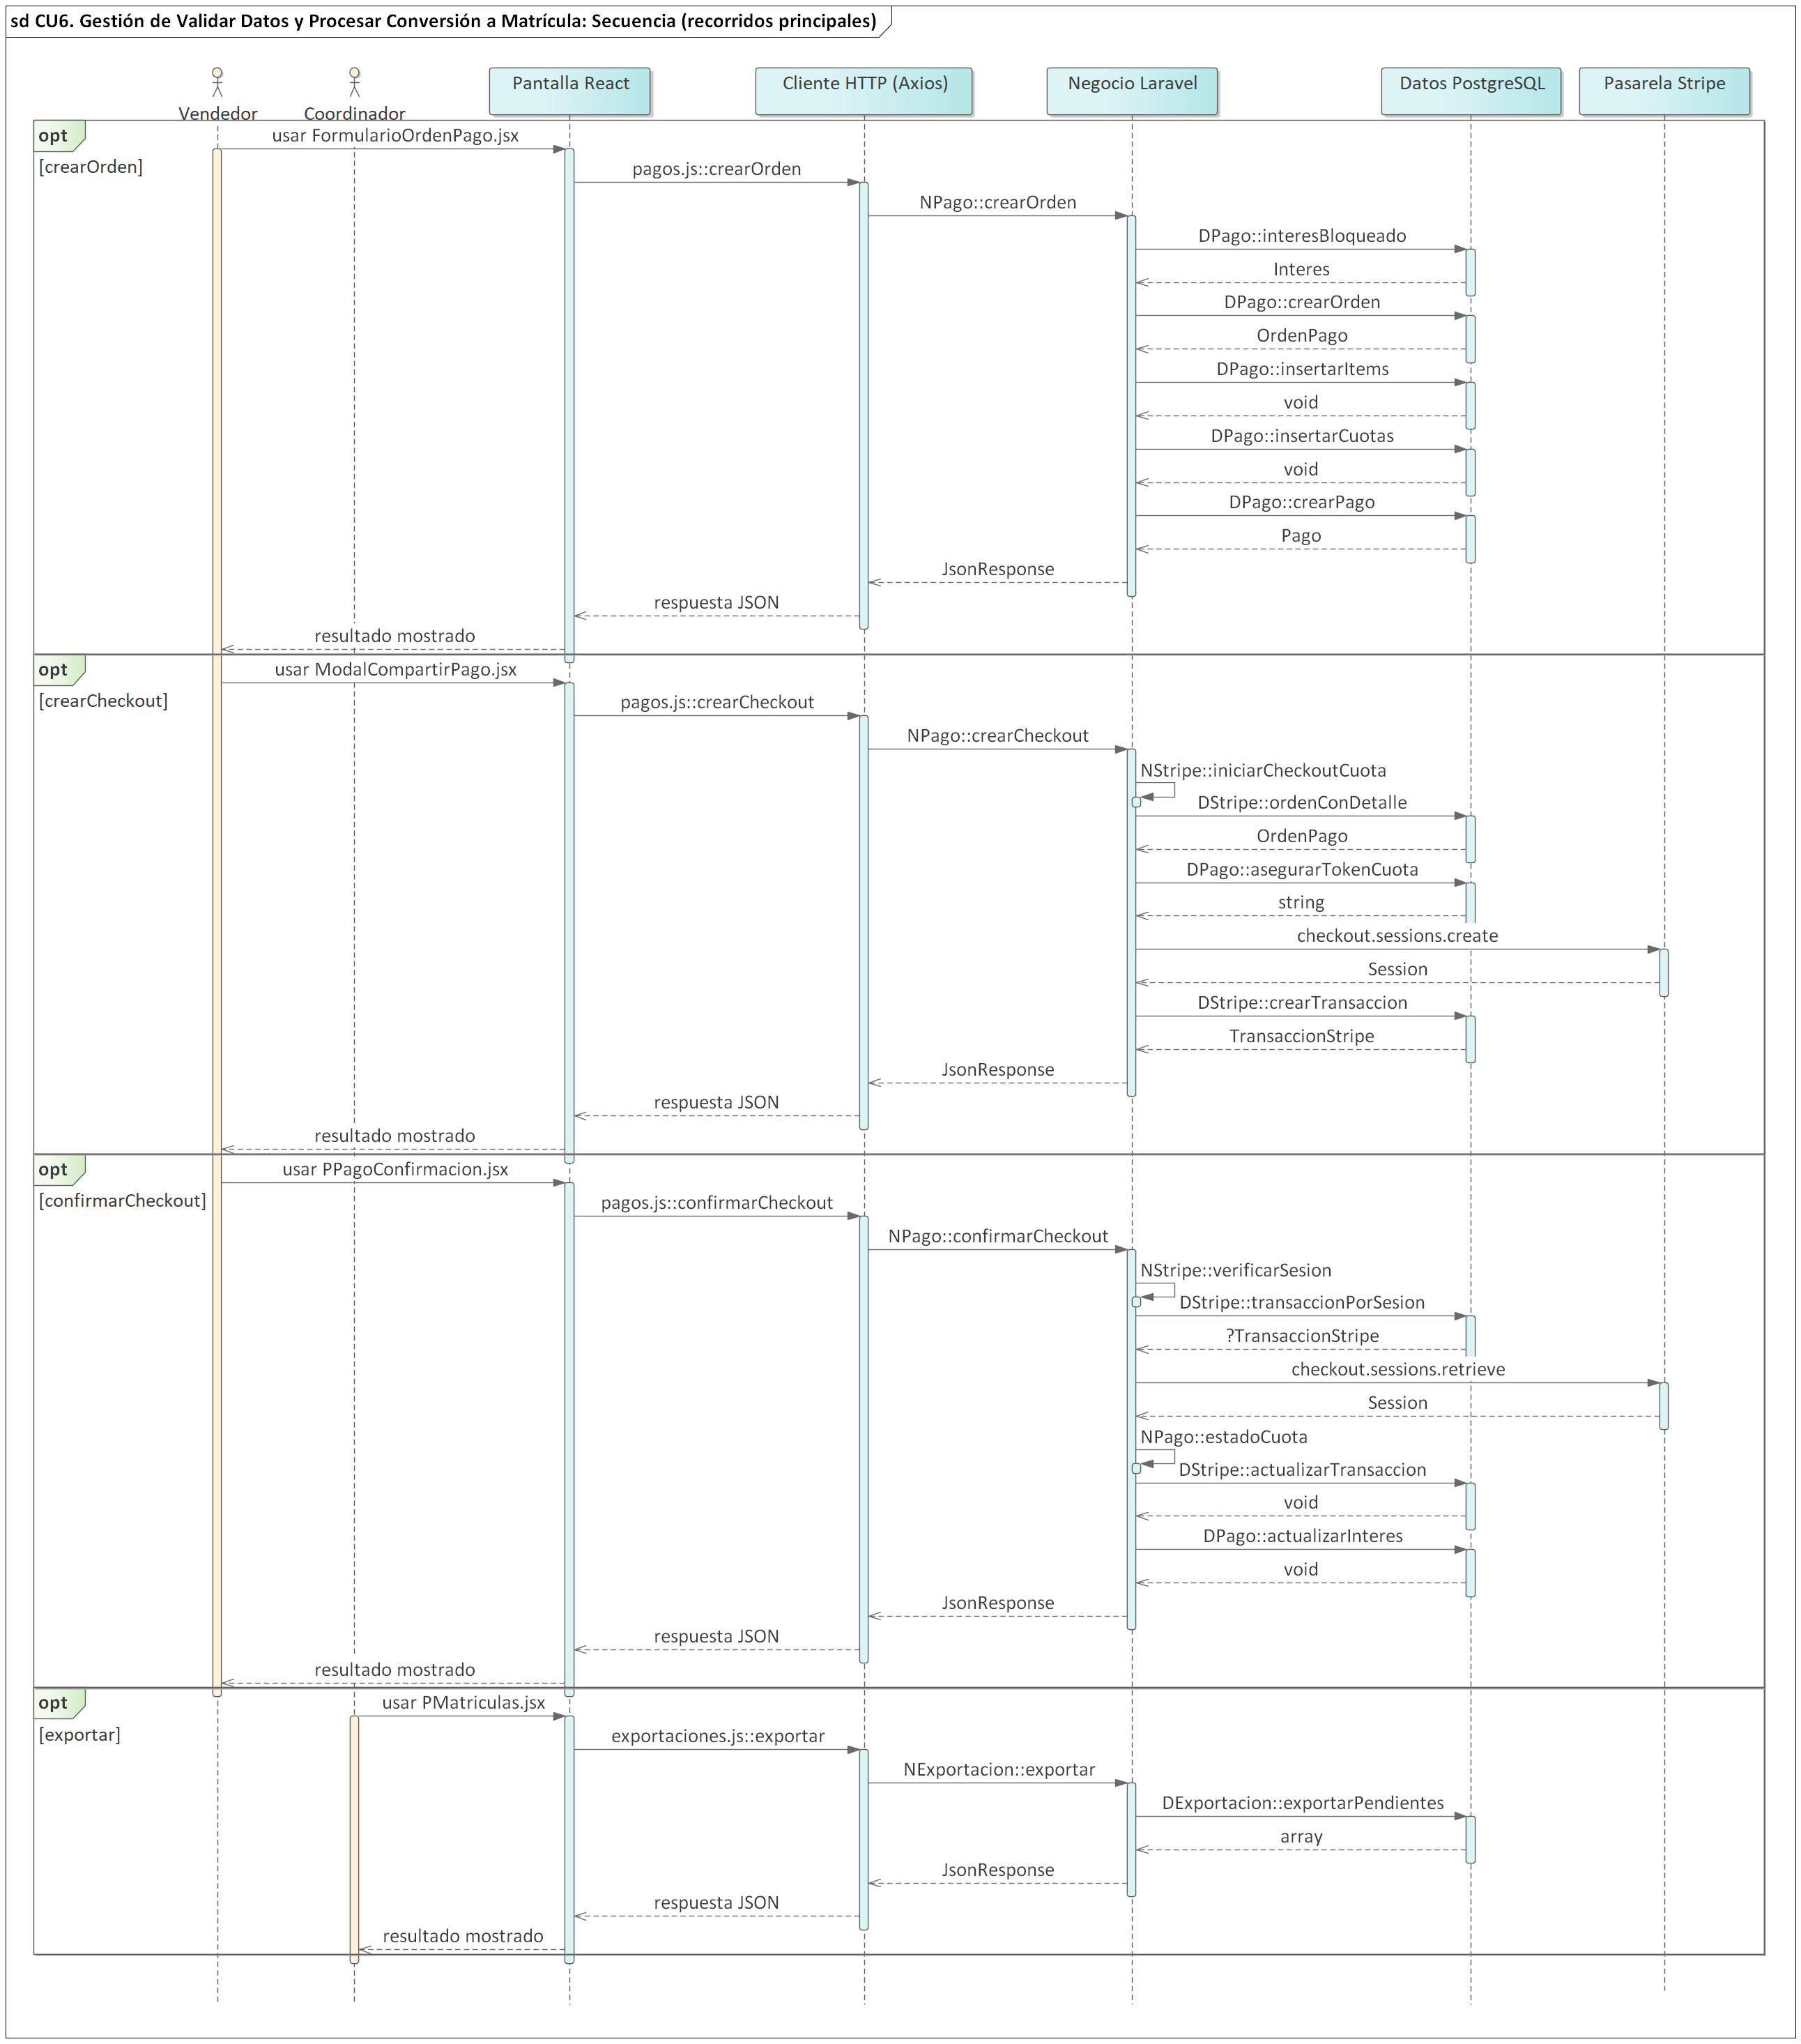 sd CU6. Gestión de Validar Datos y Procesar Conversión a Matrícula: Secuencia (recorridos principales)
Vendedor
Coordinador
Pantalla React
Cliente HTTP (Axios)
Negocio Laravel
Datos PostgreSQL
Pasarela Stripe
opt
[crearOrden]
usar FormularioOrdenPago.jsx
pagos.js::crearOrden
NPago::crearOrden
DPago::interesBloqueado
Interes
DPago::crearOrden
OrdenPago
DPago::insertarItems
void
DPago::insertarCuotas
void
DPago::crearPago
Pago
JsonResponse
respuesta JSON
resultado mostrado
opt
[crearCheckout]
usar ModalCompartirPago.jsx
pagos.js::crearCheckout
NPago::crearCheckout
NStripe::iniciarCheckoutCuota
DStripe::ordenConDetalle
OrdenPago
DPago::asegurarTokenCuota
string
checkout.sessions.create
Session
DStripe::crearTransaccion
TransaccionStripe
JsonResponse
respuesta JSON
resultado mostrado
opt
[confirmarCheckout]
usar PPagoConfirmacion.jsx
pagos.js::confirmarCheckout
NPago::confirmarCheckout
NStripe::verificarSesion
DStripe::transaccionPorSesion
?TransaccionStripe
checkout.sessions.retrieve
Session
NPago::estadoCuota
DStripe::actualizarTransaccion
void
DPago::actualizarInteres
void
JsonResponse
respuesta JSON
resultado mostrado
opt
[exportar]
usar PMatriculas.jsx
exportaciones.js::exportar
NExportacion::exportar
DExportacion::exportarPendientes
array
JsonResponse
respuesta JSON
resultado mostrado